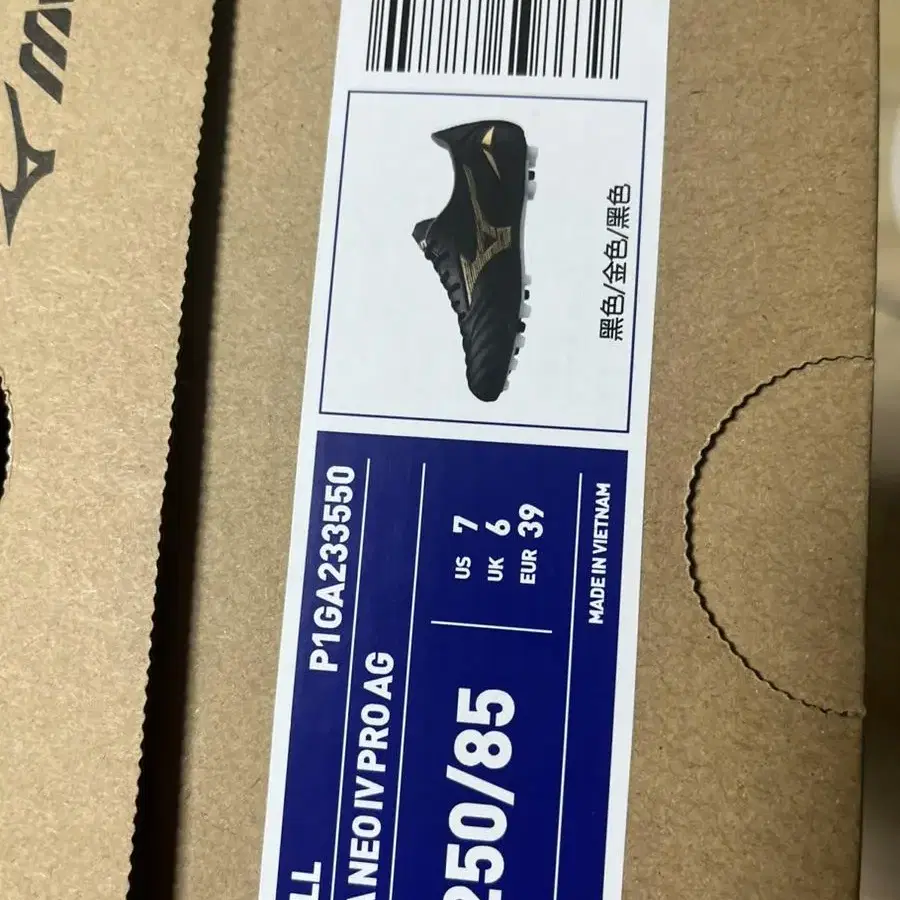 黑色/金色/黑色
P1GA233550
NEO IV PRO AG
US 7
UK 6
EUR 39
250/85
MADE IN VIETNAM